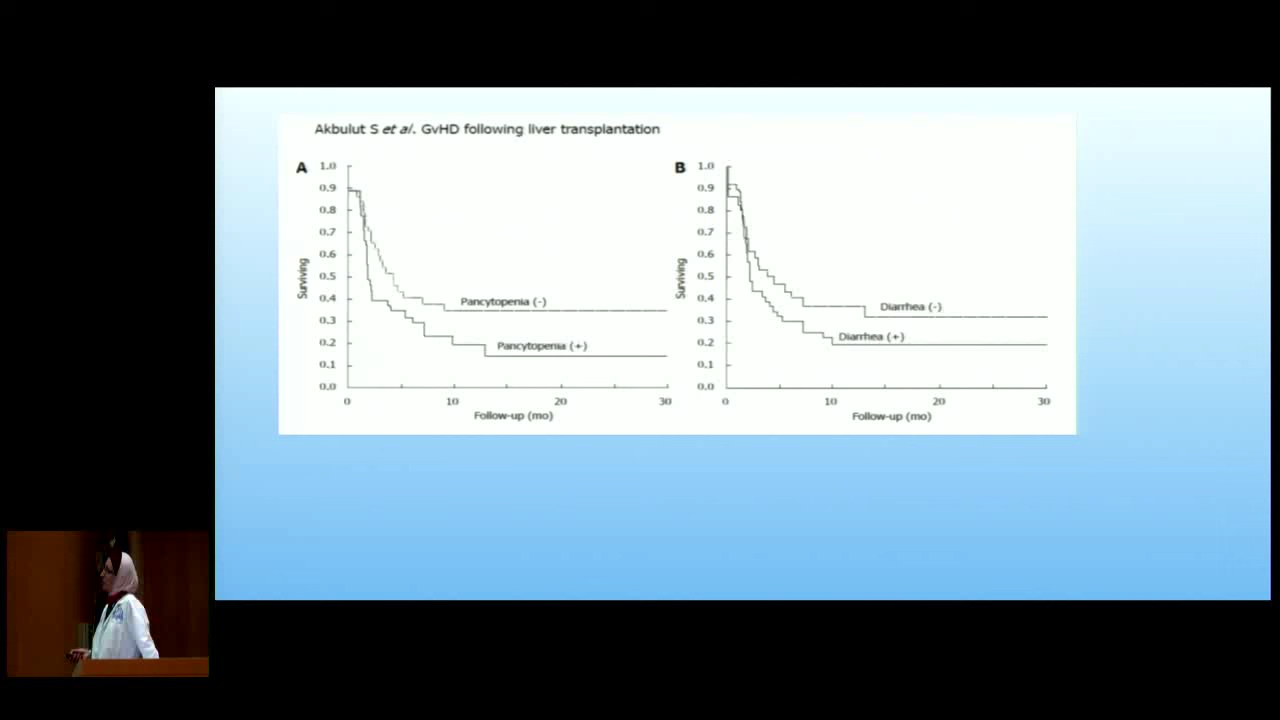 Akbulut S et al. GvHD following liver transplantation
A
1.0
0.9
0.8
0.7
0.6
0.5
0.4
0.3
0.2
0.1
0.0
Surviving
Pancytopenia (-)
Pancytopenia (+)
0
10
20
30
Follow-up (mo)
B
1.0
0.9
0.8
0.7
0.6
0.5
0.4
0.3
0.2
0.1
0.0
Surviving
Diarrhea (-)
Diarrhea (+)
0
10
20
30
Follow-up (mo)